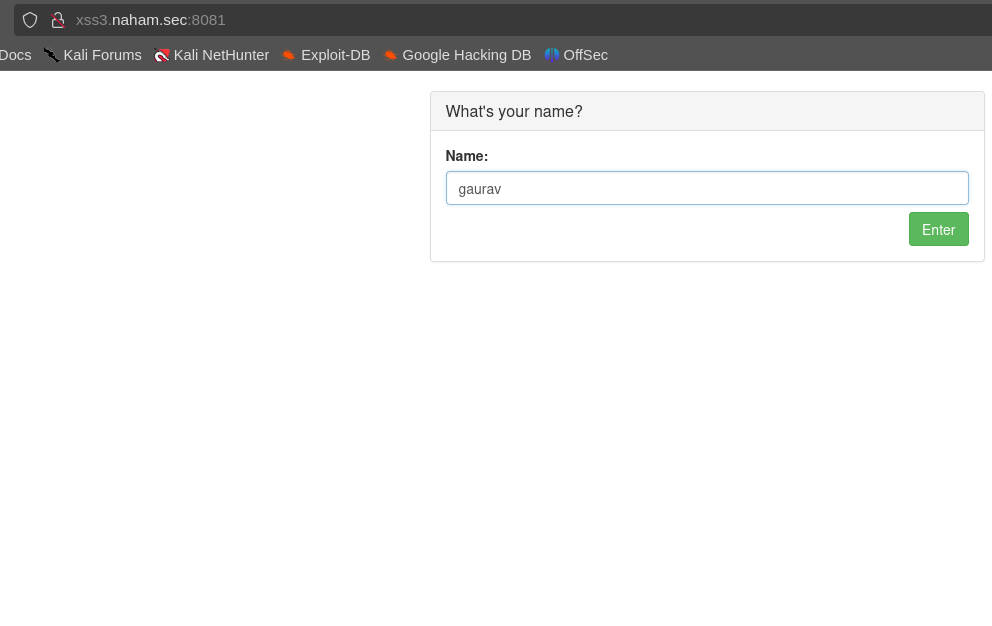 xss3.naham.sec:8081
Docs Kali Forums Kali NetHunter Exploit-DB Google Hacking DB OffSec
What's your name?
Name:
gaurav
Enter